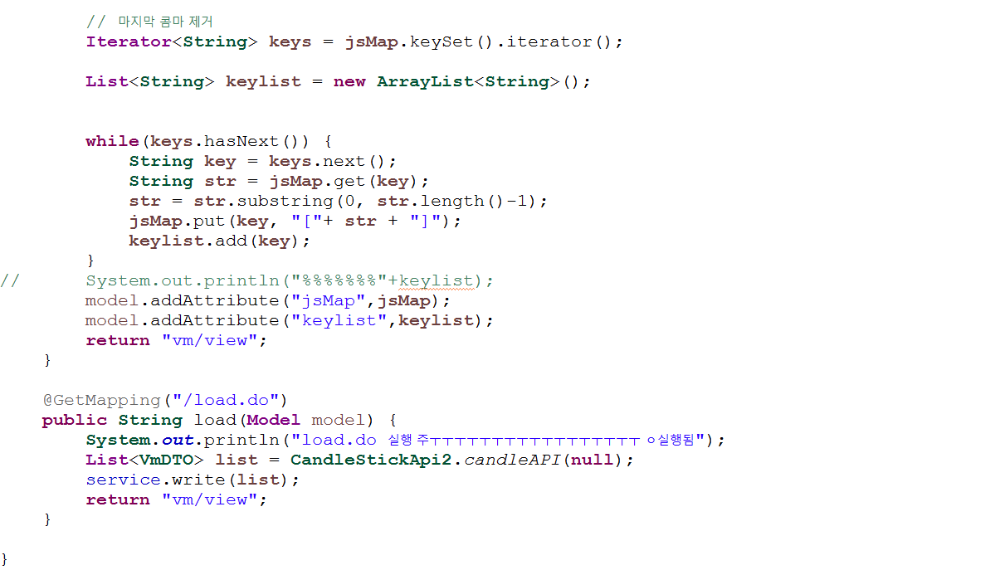 // 마지막 콤마 제거
Iterator<String> keys = jsMap.keySet().iterator();
List<String> keylist = new ArrayList<String>();
while(keys.hasNext()) {
String key = keys.next();
String str = jsMap.get(key);
str = str.substring(0, str.length()-1);
jsMap.put(key, "["+ str + "]");
keylist.add(key);
}
// System.out.println("%%%%%%%"+keylist);
model.addAttribute("jsMap",jsMap);
model.addAttribute("keylist",keylist);
return "vm/view";
}
@GetMapping("/load.do")
public String load(Model model) {
System.out.println("load.do 실행 주ㅜㅜㅜㅜㅜㅜㅜㅜㅜㅜㅜㅜㅜㅜㅜㅜㅜ ㅇ실행됨");
List<VmDTO> list = CandleStickApi2.candleAPI(null);
service.write(list);
return "vm/view";
}
}